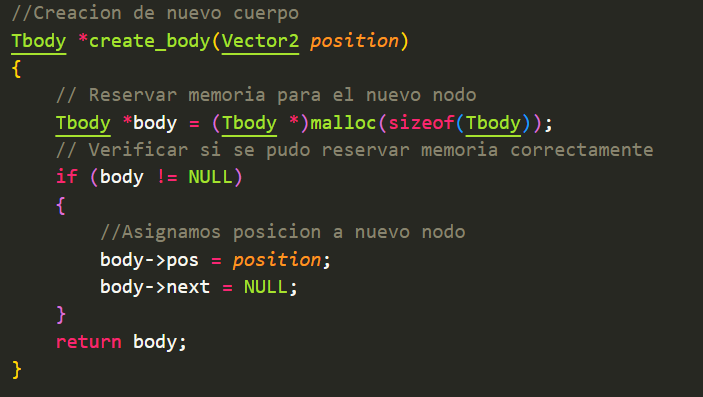 //Creacion de nuevo cuerpo
Tbody *create_body(Vector2 position)
{
    // Reservar memoria para el nuevo nodo
    Tbody *body = (Tbody *)malloc(sizeof(Tbody));
    // Verificar si se pudo reservar memoria correctamente
    if (body != NULL)
    {
        //Asignamos posicion a nuevo nodo
        body->pos = position;
        body->next = NULL;
    }
    return body;
}